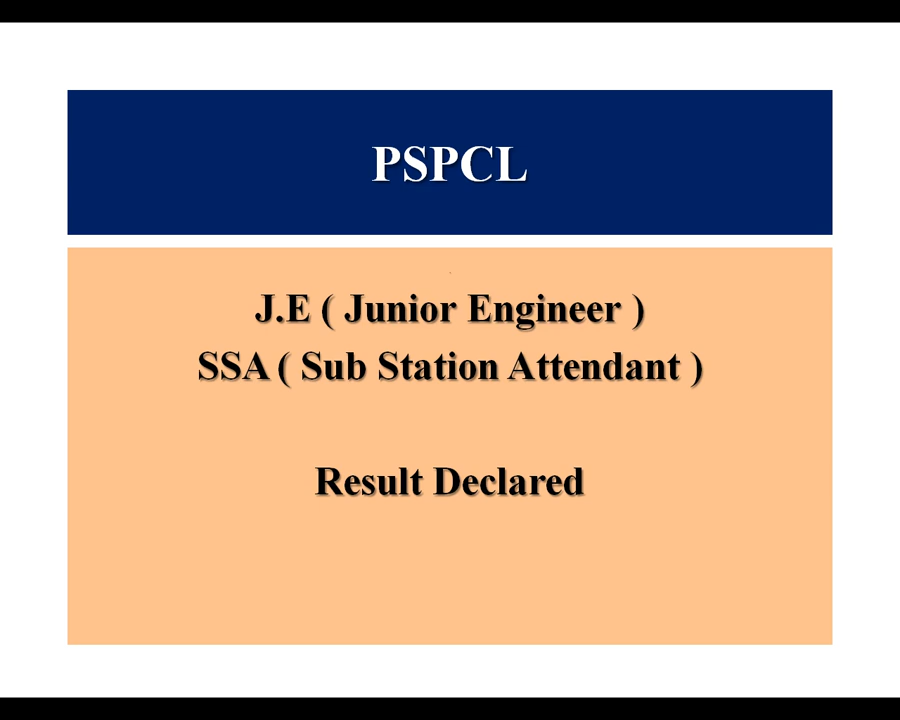 PSPCL
J.E ( Junior Engineer )
SSA ( Sub Station Attendant )
Result Declared